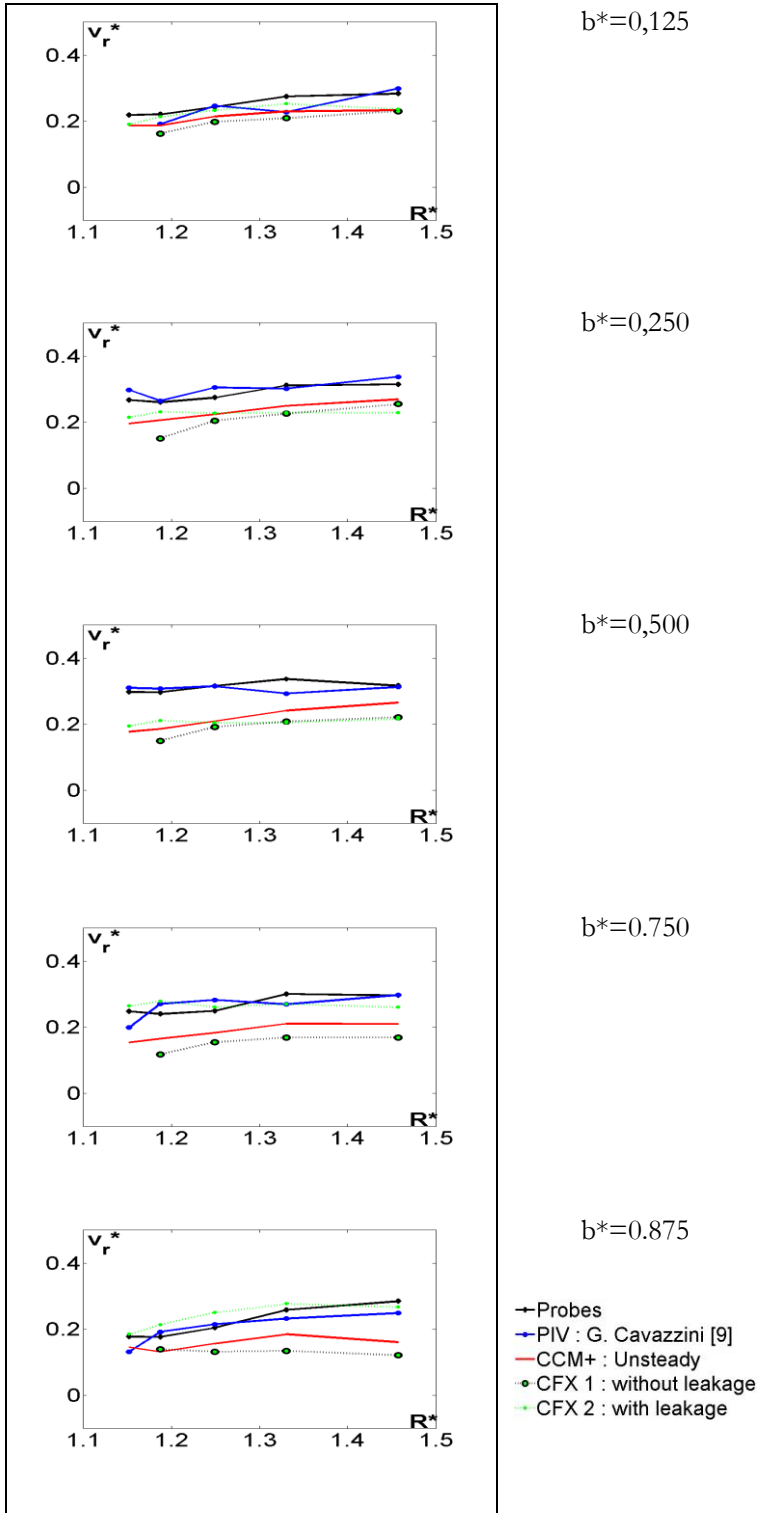 b*=0,125
v_r*
0.4
0.2
0
R*
1.1 1.2 1.3 1.4 1.5
b*=0,250
v_r*
0.4
0.2
0
R*
1.1 1.2 1.3 1.4 1.5
b*=0,500
v_r*
0.4
0.2
0
R*
1.1 1.2 1.3 1.4 1.5
b*=0.750
v_r*
0.4
0.2
0
R*
1.1 1.2 1.3 1.4 1.5
b*=0.875
v_r*
0.4
0.2
0
R*
1.1 1.2 1.3 1.4 1.5
Probes
PIV : G. Cavazzini [9]
CCM+ : Unsteady
CFX 1 : without leakage
CFX 2 : with leakage